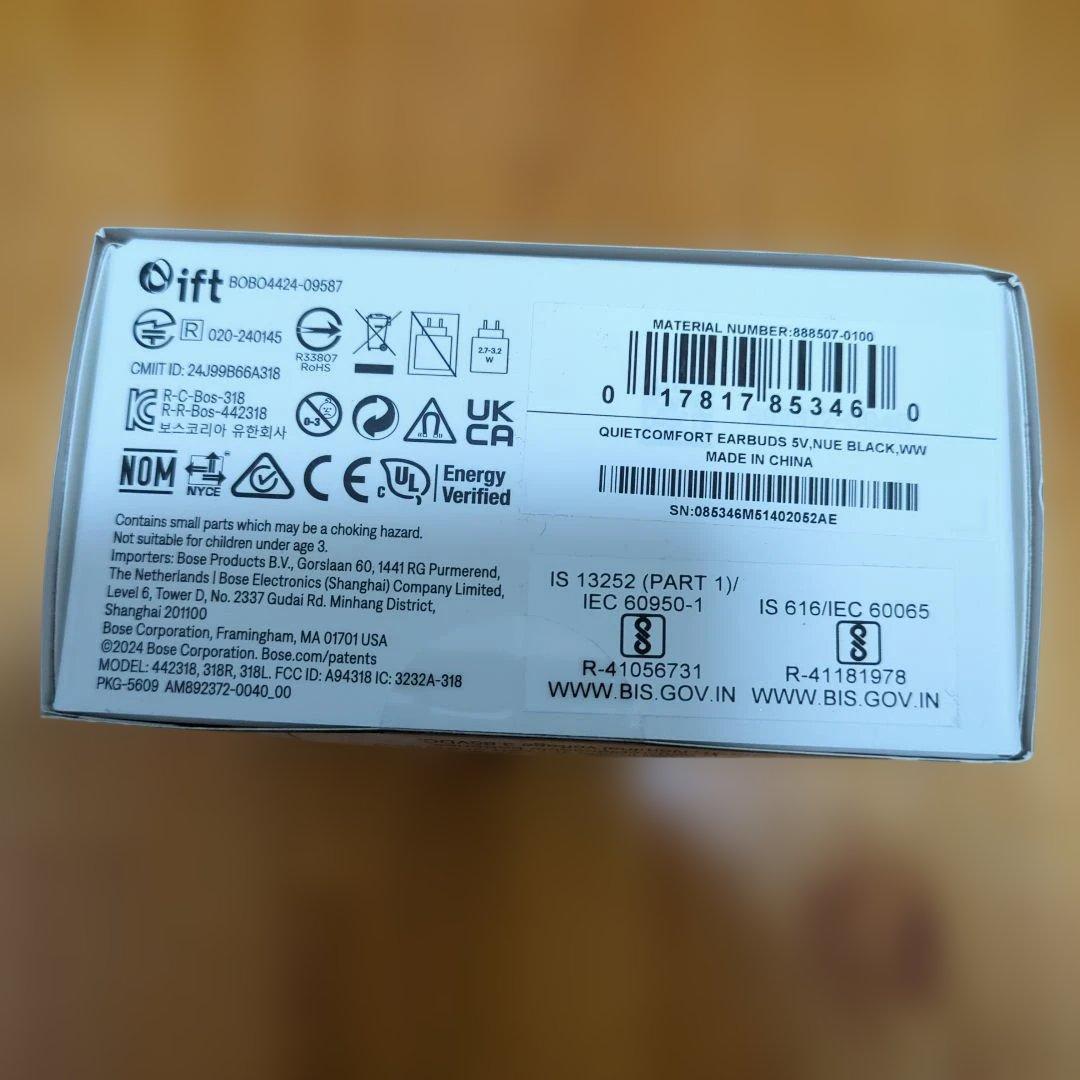 ift BOBO4424-09587
R 020-240145
R33807
RoHS
2.7-3.2
W
CMIIT ID: 24J99B66A318
R-C-Bos-318
R-R-Bos-442318
보스코리아 유한회사
0-3
UK
CA
NOM
NYCE
CE
c UL Energy
Verified
Contains small parts which may be a choking hazard.
Not suitable for children under age 3.
Importers: Bose Products B.V., Gorslaan 60, 1441 RG Purmerend,
The Netherlands | Bose Electronics (Shanghai) Company Limited,
Level 6, Tower D, No. 2337 Gudai Rd. Minhang District,
Shanghai 201100
Bose Corporation, Framingham, MA 01701 USA
©2024 Bose Corporation. Bose.com/patents
MODEL: 442318, 318R, 318L. FCC ID: A94318 IC: 3232A-318
PKG-5609 AM892372-0040_00
MATERIAL NUMBER:888507-0100
0 17817 85346 0
QUIETCOMFORT EARBUDS 5V,NUE BLACK,WW
MADE IN CHINA
SN:085346M51402052AE
IS 13252 (PART 1)/
IEC 60950-1
R-41056731
WWW.BIS.GOV.IN
IS 616/IEC 60065
R-41181978
WWW.BIS.GOV.IN